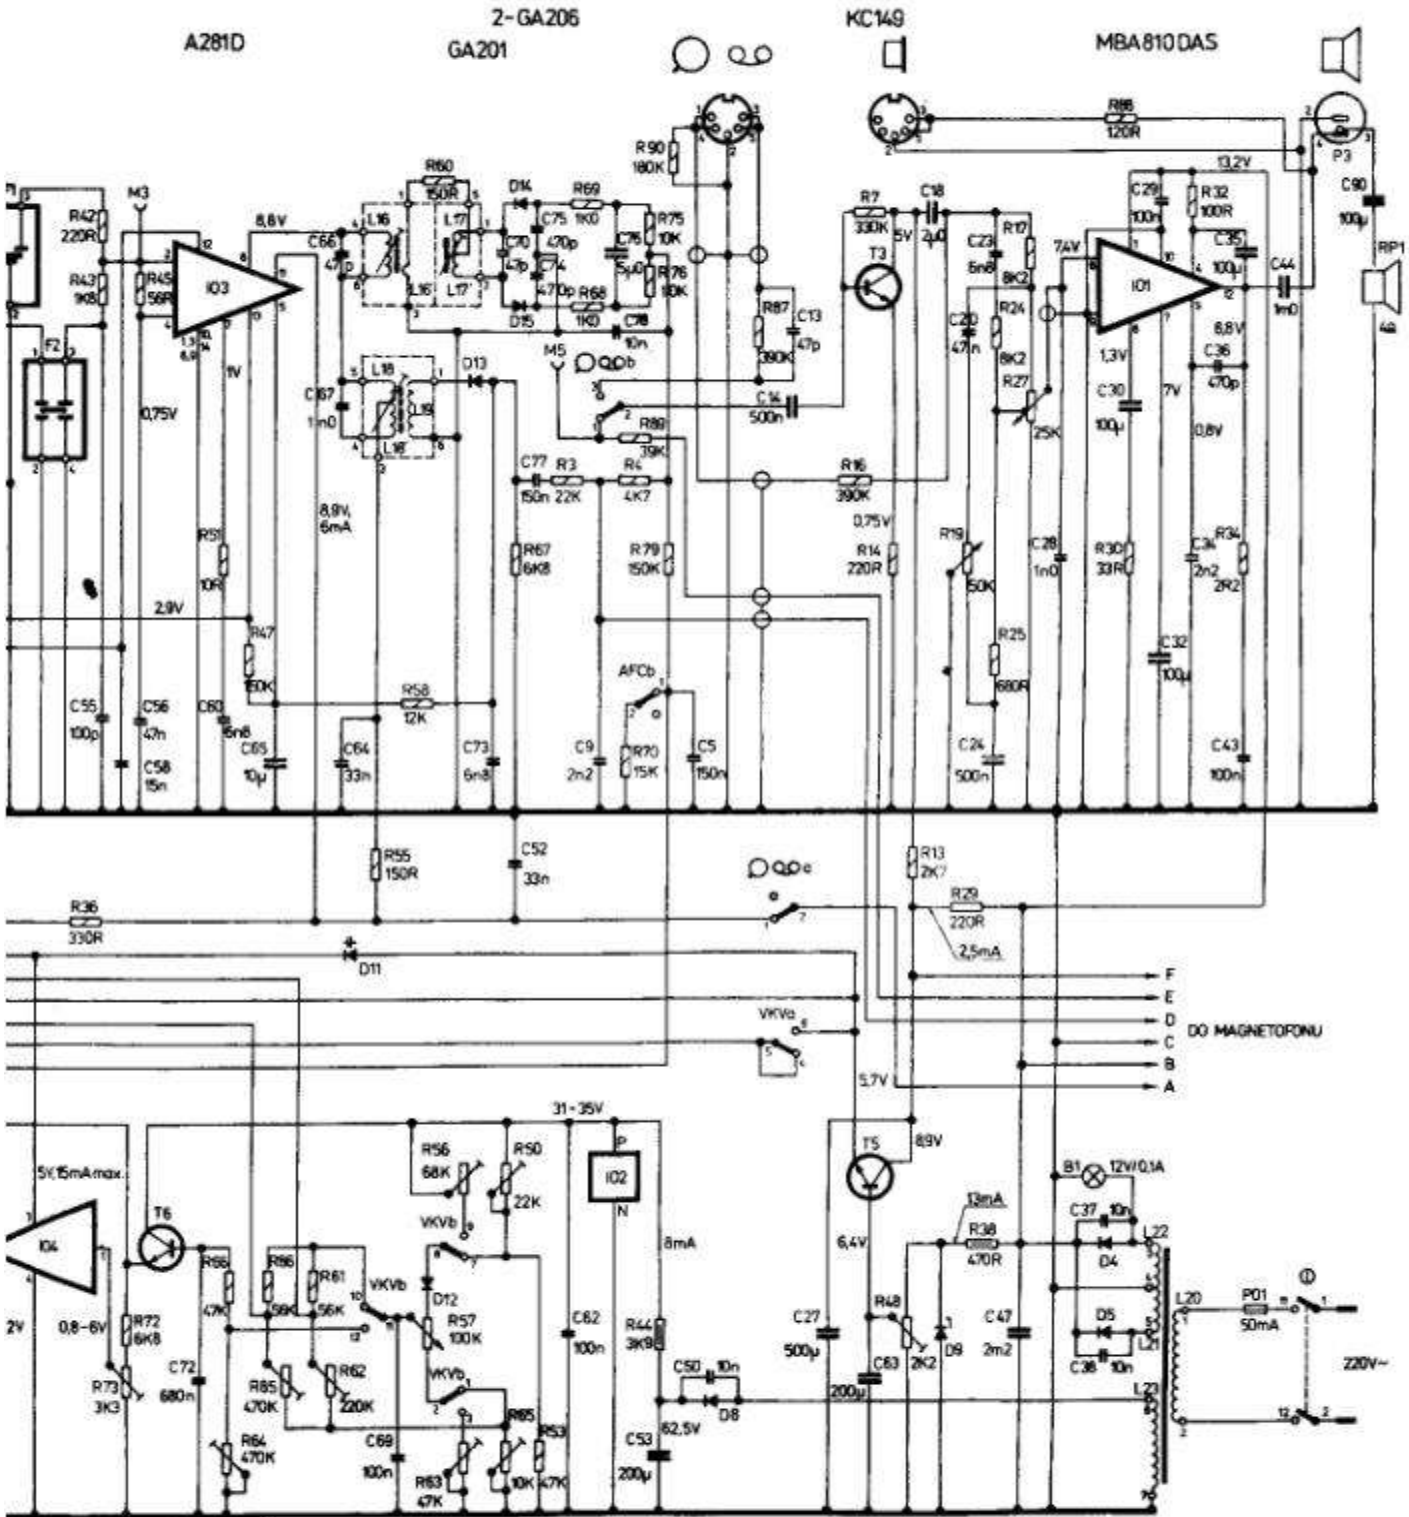 2-GA206
KC149
A281D
GA201
MBA810DAS
R88
120R
P3
R90
180K
13,2V
M3
R60
150R
D14
R69
1K0
R7
330K
C18
2μ0
5V
C29
100n
R32
100R
C90
100μ
R42
220R
8,8V
L16
L17
C66
47p
C70
47p
C75
470p
C74
470p
C76
5μ0
R75
10K
R76
10K
T3
C23
6n8
R17
8K2
7,4V
C35
100μ
C44
1m0
RP1
4Ω
R43
1K8
R45
56R
IO3
L16'
L17'
D15
R68
1K0
C78
10n
R87
390K
C13
47p
C20
47n
R24
8K2
IO1
6,8V
F2
1V
0,75V
M5
b
L18
D13
C67
1n0
L19
L18'
C14
500n
R27
25K
1,3V
C30
100μ
7V
C36
470p
0,8V
R89
39K
C77
150n
R3
22K
R4
4K7
R16
390K
8,9V,
6mA
0,75V
R51
10R
R67
6K8
R79
150K
R14
220R
R19
50K
C28
1n0
R30
33R
C34
2n2
R34
2R2
2,9V
R47
150K
R25
680R
C32
100μ
AFCb
R58
12K
C55
100p
C56
47n
C60
6n8
C58
15n
C65
10μ
C64
33n
C73
6n8
C9
2n2
R70
15K
C5
150n
C24
500n
C43
100n
R55
150R
C52
33n
a
R13
2K7
R36
330R
R29
220R
2,5mA
D11
F
E
D
DO MAGNETOFONU
C
B
A
VKVa
5,7V
31-35V
R56
68K
R50
22K
P
IO2
N
T5
8,9V
B1
12V/0,1A
5V,15mA max.
T6
IO4
VKVb
8mA
13mA
R38
470R
6,4V
C37
10n
D4
L22
R66
47K
R86
56K
R61
56K
VKVb
D12
R57
100K
D5
L21
C38
10n
L20
P01
50mA
220V~
2V
0,8-6V
R72
6K8
C62
100n
R44
3K9
C27
500μ
R48
2K2
D9
C47
2m2
R73
3K3
C72
680n
R85
470K
R62
220K
VKVb
C50
10n
D8
C63
200μ
L23
R64
470K
C69
100n
R63
47K
R65
10K
R53
47K
62,5V
C53
200μ